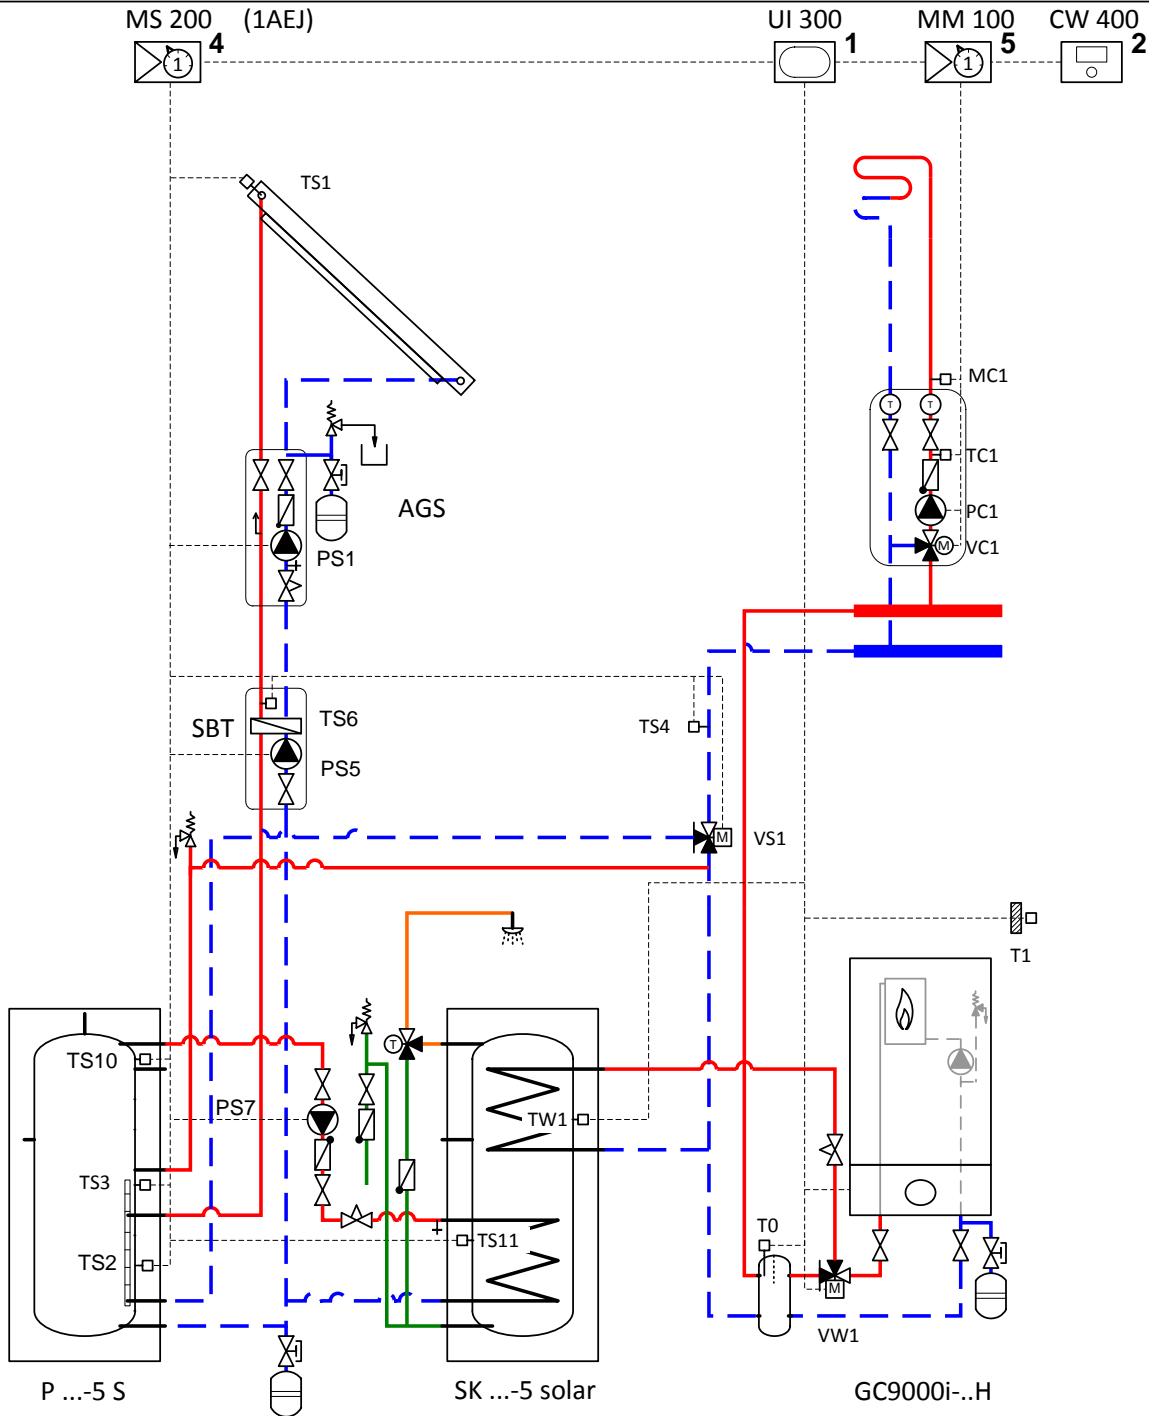 MS 200 (1AEJ) UI 300 MM 100 CW 400
4 1 5 2
1 1
TS1
MC1
T T
TC1
AGS
PC1
PS1
M VC1
TS6
SBT
TS4
PS5
M VS1
T1
T
TS10
PS7
TW1
TS3
T0
TS11
TS2
M
VW1
P ...-5 S SK ...-5 solar GC9000i-..H